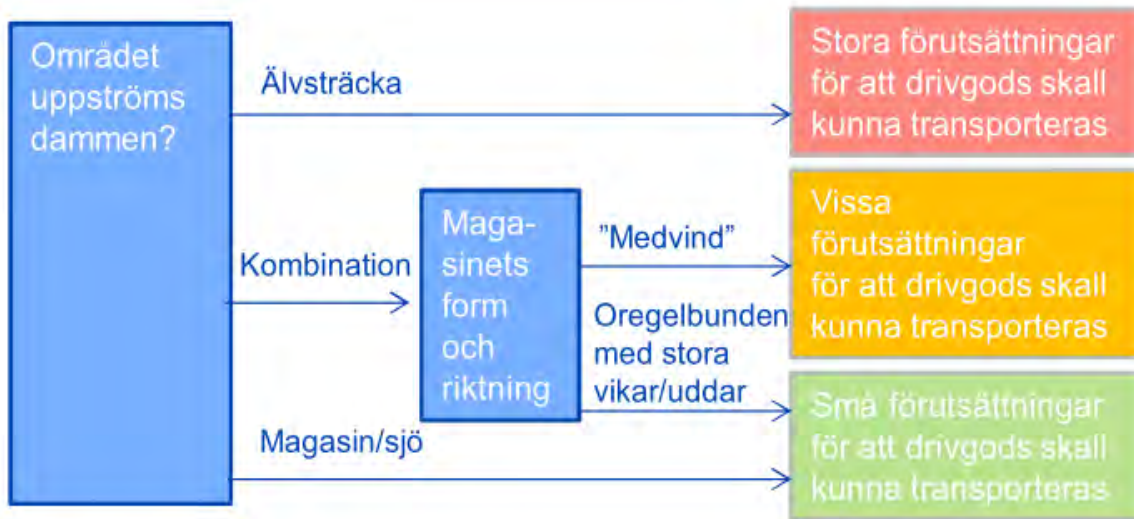 Området
uppströms
dammen?
Älvsträcka
Stora förutsättningar
för att drivgods skall
kunna transporteras
Kombination
Maga-
sinets
form
och
riktning
"Medvind"
Vissa
förutsättningar
för att drivgods skall
kunna transporteras
Oregelbunden
med stora
vikar/uddar
Magasin/sjö
Små förutsättningar
för att drivgods skall
kunna transporteras